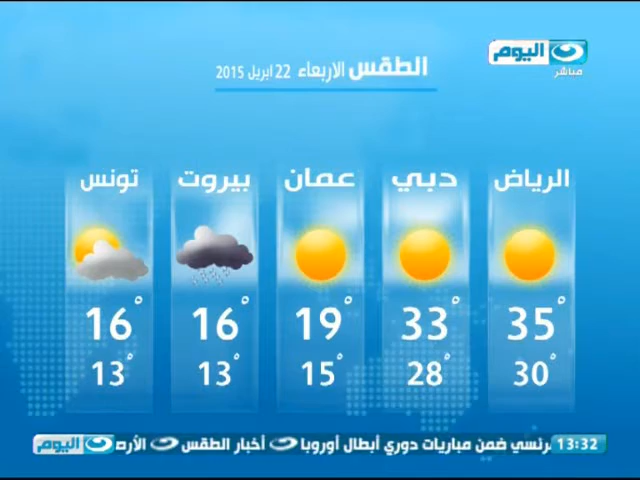 اليوم
مباشر
الطقس الاربعاء 22 ابريل 2015
الرياض دبي عمان بيروت تونس
35° 33° 19° 16° 16°
30° 28° 15° 13° 13°
13:32 رنسي ضمن مباريات دوري أبطال أوروبا أخبار الطقس الأرص اليوم